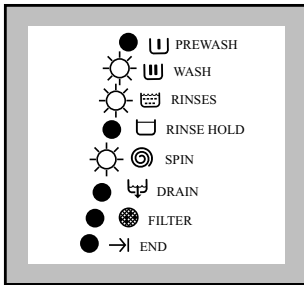 PREWASH
WASH
RINSES
RINSE HOLD
SPIN
DRAIN
FILTER
END